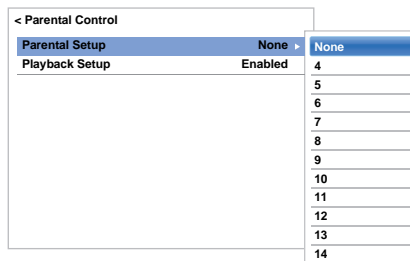 < Parental Control
Parental Setup None ▸
Playback Setup Enabled
None
4
5
6
7
8
9
10
11
12
13
14